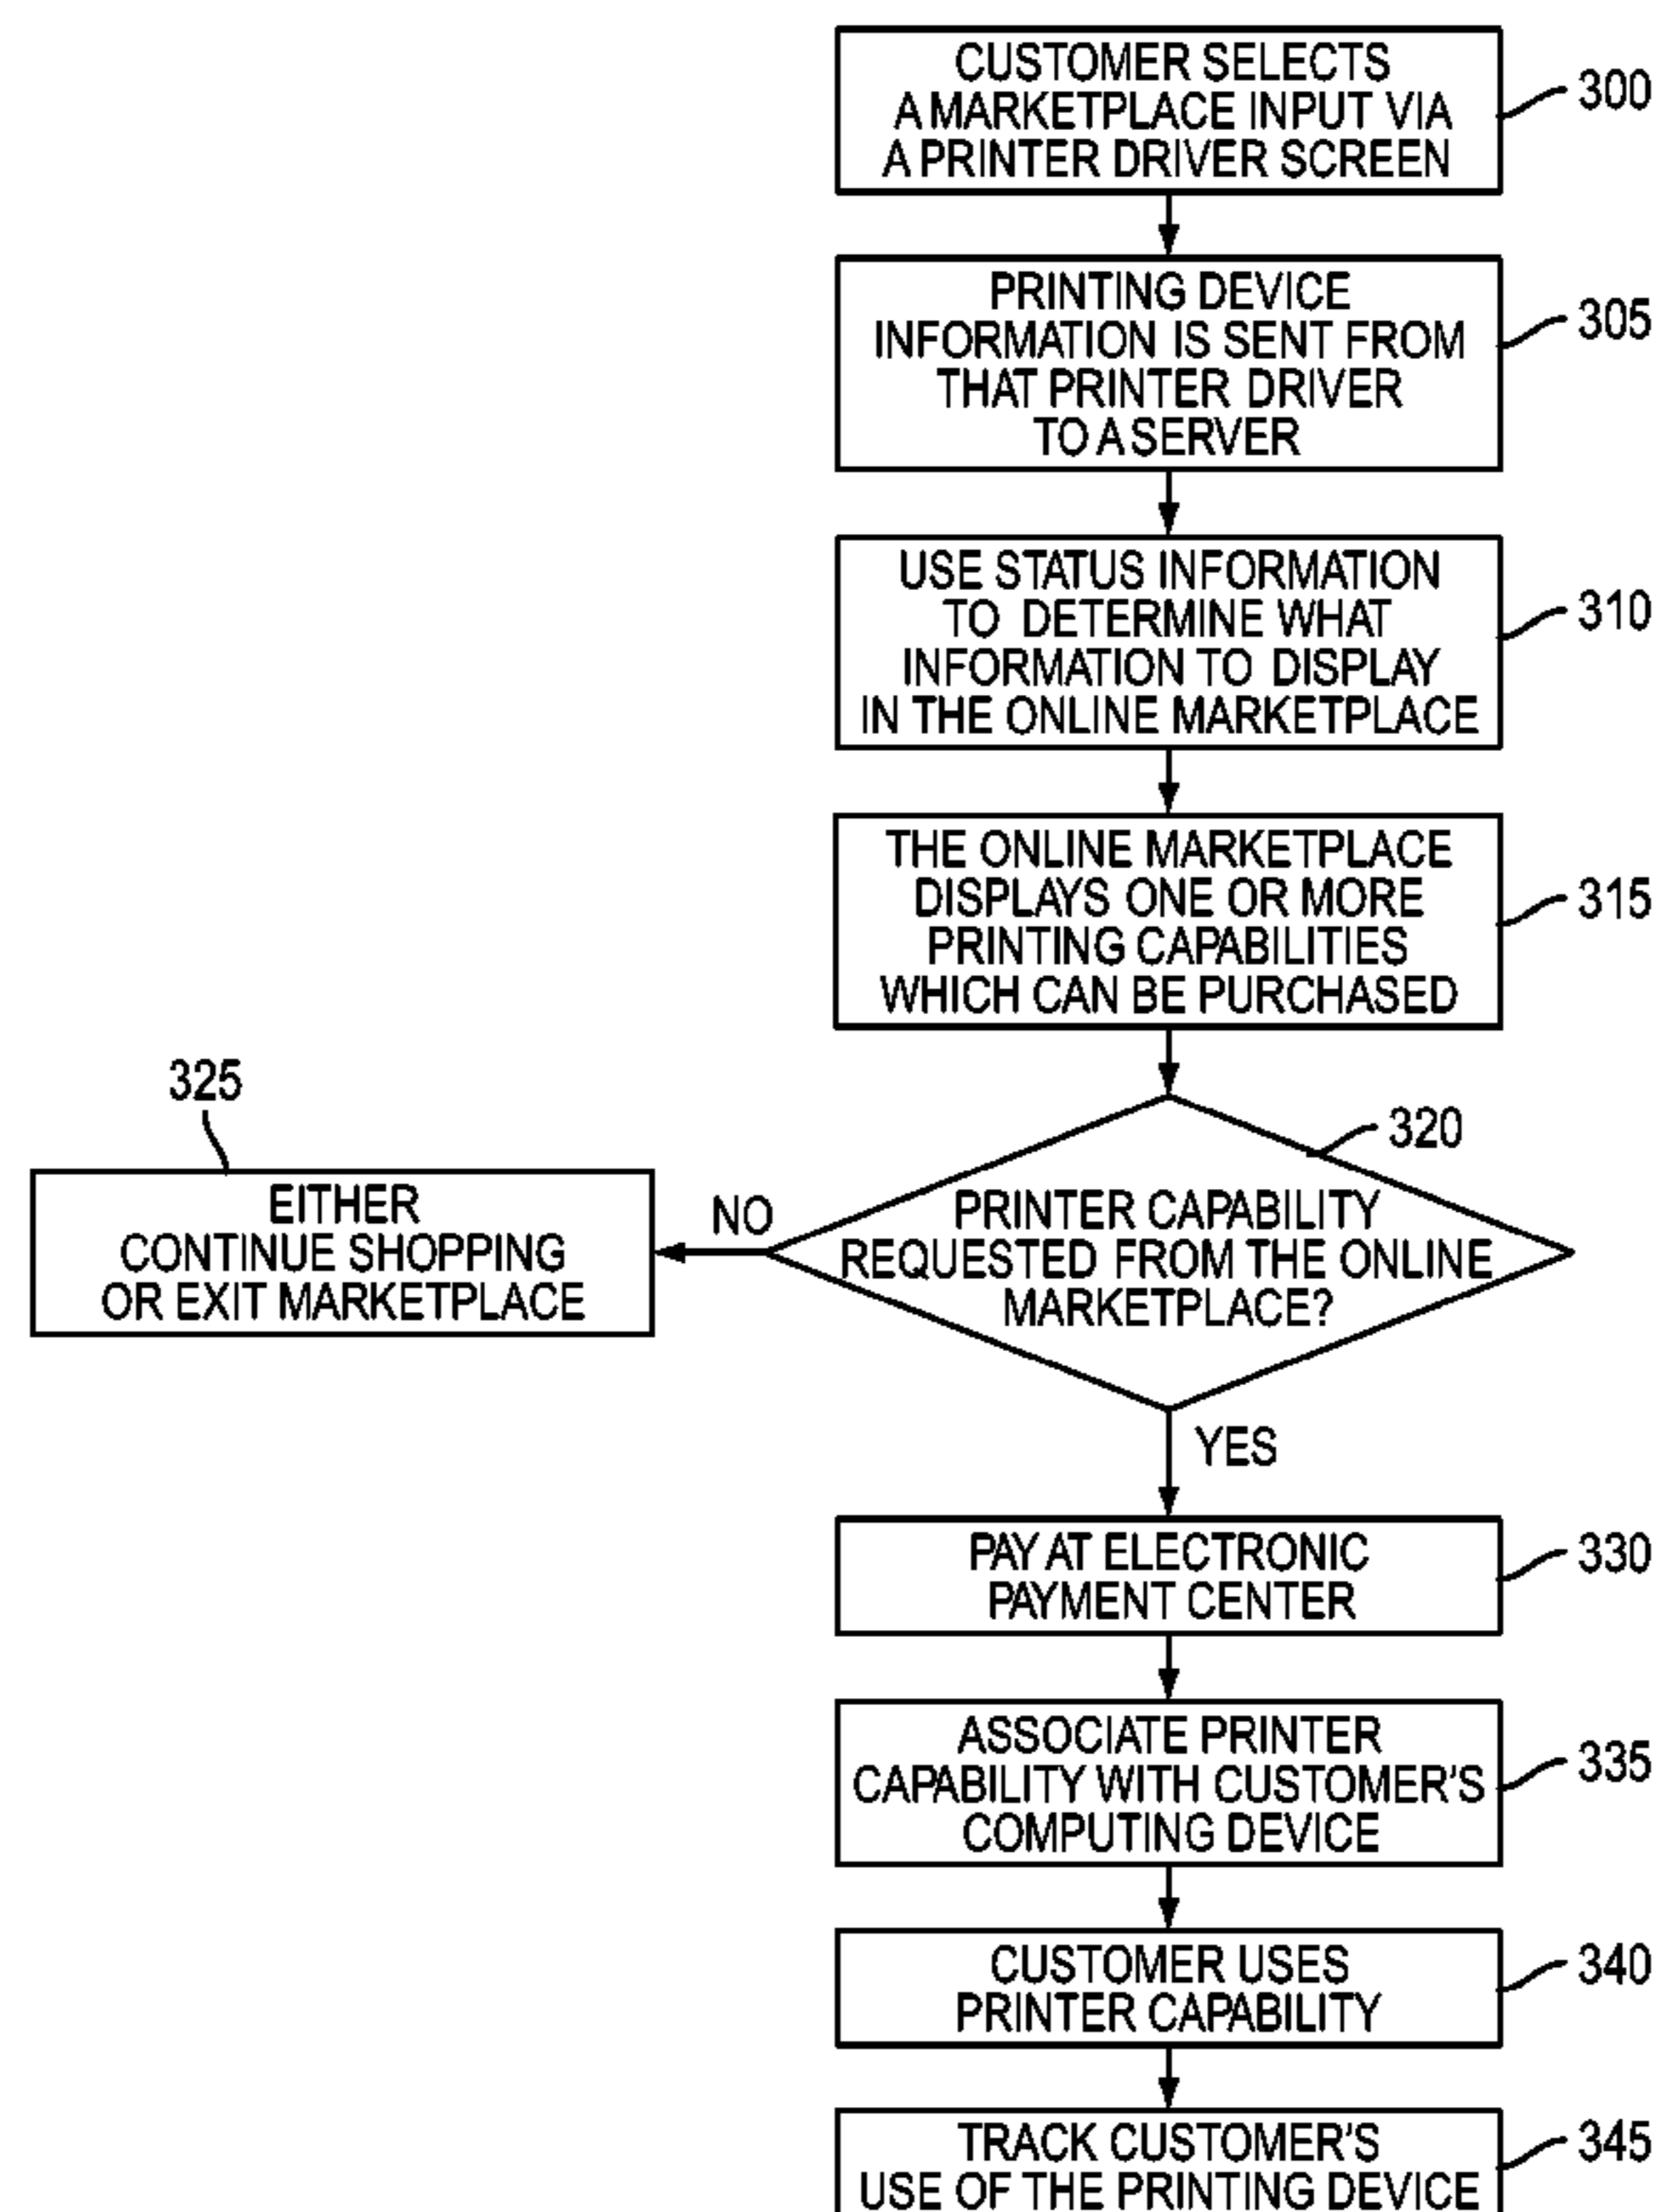 CUSTOMER SELECTS
A MARKETPLACE INPUT VIA
A PRINTER DRIVER SCREEN
300
PRINTING DEVICE
INFORMATION IS SENT FROM
THAT PRINTER DRIVER
TO A SERVER
305
USE STATUS INFORMATION
TO DETERMINE WHAT
INFORMATION TO DISPLAY
IN THE ONLINE MARKETPLACE
310
THE ONLINE MARKETPLACE
DISPLAYS ONE OR MORE
PRINTING CAPABILITIES
WHICH CAN BE PURCHASED
315
320
PRINTER CAPABILITY
REQUESTED FROM THE ONLINE
MARKETPLACE?
NO
325
EITHER
CONTINUE SHOPPING
OR EXIT MARKETPLACE
YES
PAY AT ELECTRONIC
PAYMENT CENTER
330
ASSOCIATE PRINTER
CAPABILITY WITH CUSTOMER'S
COMPUTING DEVICE
335
CUSTOMER USES
PRINTER CAPABILITY
340
TRACK CUSTOMER'S
USE OF THE PRINTING DEVICE
345